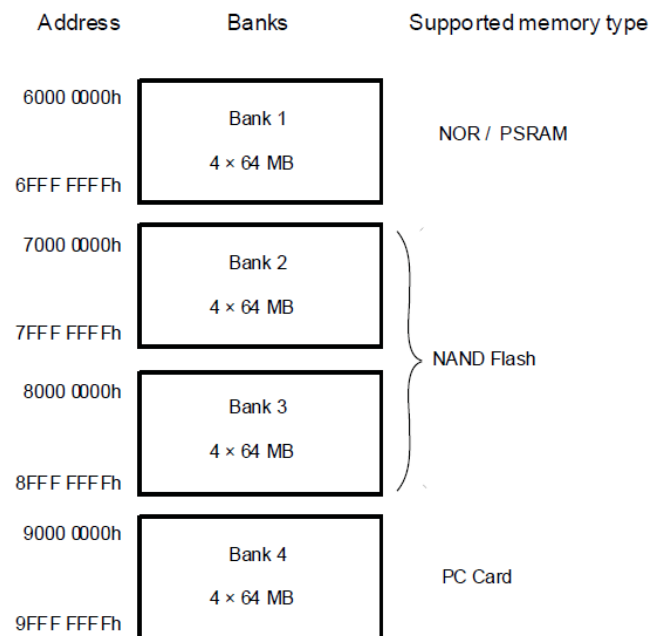 Address Banks Supported memory type
6000 0000h
Bank 1
NOR / PSRAM
4 × 64 MB
6FFF FFFFh
7000 0000h
Bank 2
4 × 64 MB
7FFF FFFFh
NAND Flash
8000 0000h
Bank 3
4 × 64 MB
8FFF FFFFh
9000 0000h
Bank 4
PC Card
4 × 64 MB
9FFF FFFFh